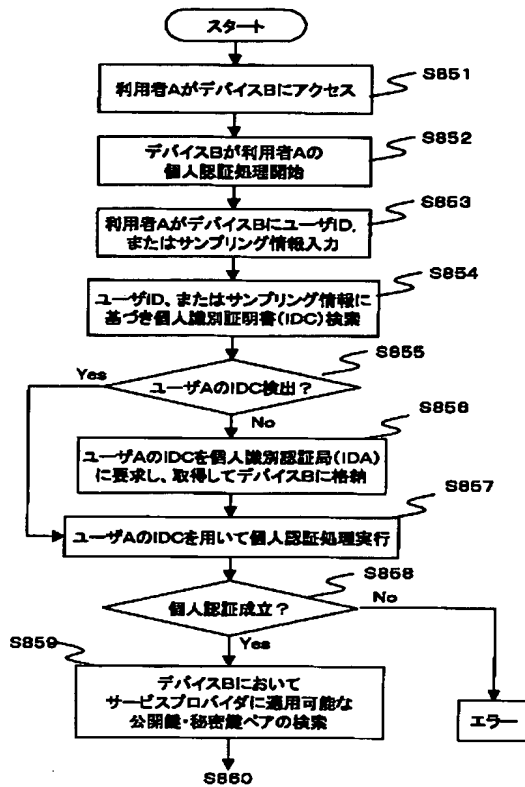 スタート
S851
利用者AがデバイスBにアクセス
S852
デバイスBが利用者Aの
個人認証処理開始
S853
利用者AがデバイスBにユーザID,
またはサンプリング情報入力
S854
ユーザID、またはサンプリング情報に
基づき個人識別証明書(IDC)検索
S855
Yes
ユーザAのIDC検出？
No
S856
ユーザAのIDCを個人識別認証局(IDA)
に要求し、取得してデバイスBに格納
S857
ユーザAのIDCを用いて個人認証処理実行
S858
個人認証成立？
No
Yes
S859
デバイスBにおいて
サービスプロバイダに適用可能な
公開鍵・秘密鍵ペアの検索
エラー
S860